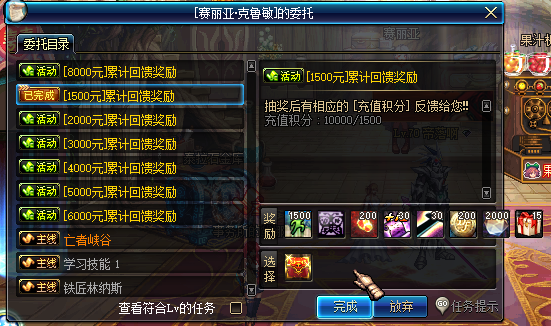 [赛丽亚·克鲁敏]的委托
赛丽亚
委托目录
活动 [8000元]累计回馈奖励
已完成 [1500元]累计回馈奖励
活动 [2000元]累计回馈奖励
活动 [3000元]累计回馈奖励
活动 [4000元]累计回馈奖励
活动 [5000元]累计回馈奖励
活动 [6000元]累计回馈奖励
主线 亡者峡谷
主线 学习技能 1
主线 铁匠林纳斯
查看符合Lv的任务
活动 [1500元]累计回馈奖励
抽奖后有相应的 [充值积分] 反馈给您!!
充值积分 : 10000/1500
奖励
1500
200
30
200
2000
15
选择
完成
放弃
GO 任务提示
果汁机
果